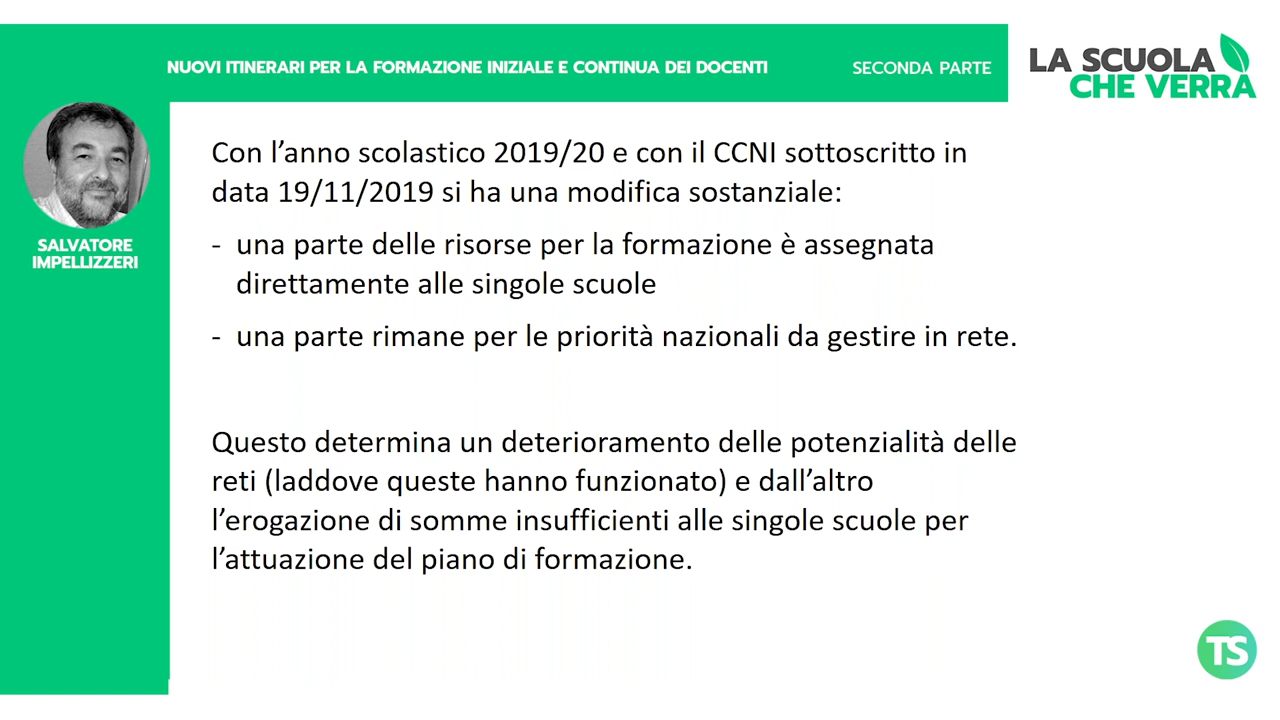 NUOVI ITINERARI PER LA FORMAZIONE INIZIALE E CONTINUA DEI DOCENTI
SECONDA PARTE
LA SCUOLA
CHE VERRÀ
SALVATORE
IMPELLIZZERI
Con l’anno scolastico 2019/20 e con il CCNI sottoscritto in
data 19/11/2019 si ha una modifica sostanziale:
- una parte delle risorse per la formazione è assegnata
direttamente alle singole scuole
- una parte rimane per le priorità nazionali da gestire in rete.
Questo determina un deterioramento delle potenzialità delle
reti (laddove queste hanno funzionato) e dall’altro
l’erogazione di somme insufficienti alle singole scuole per
l’attuazione del piano di formazione.
TS